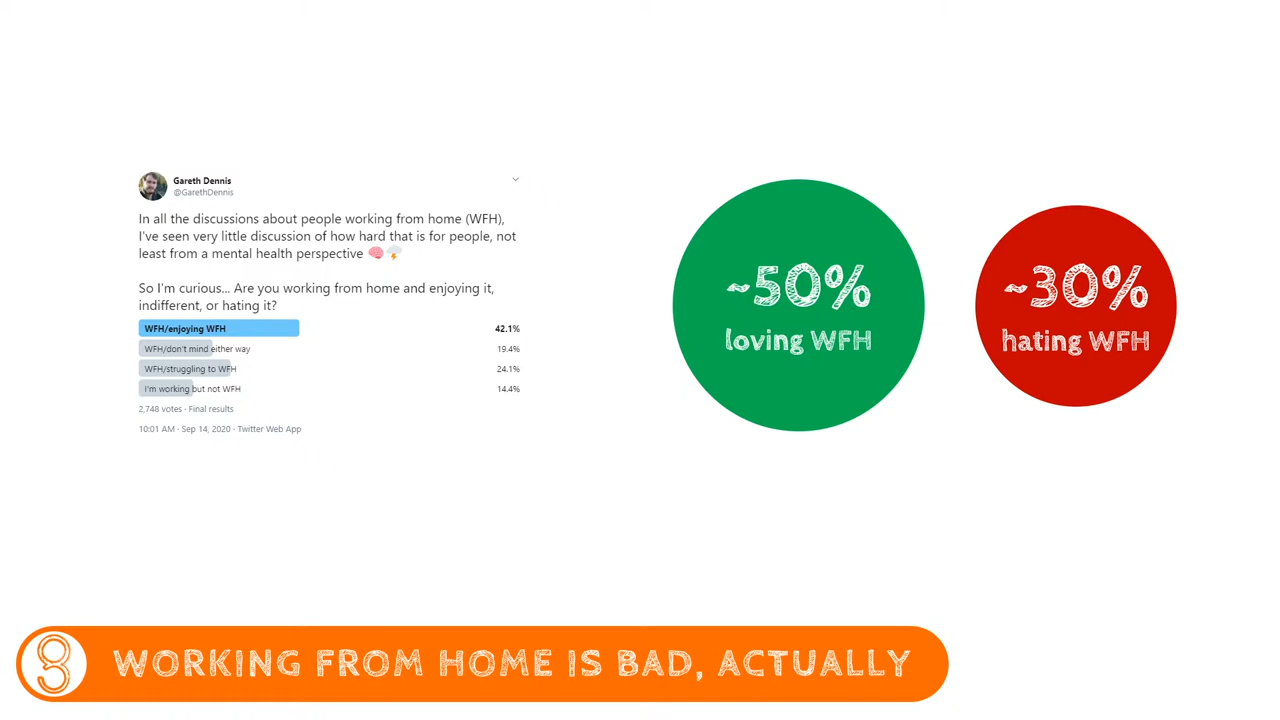 Gareth Dennis
@GarethDennis
In all the discussions about people working from home (WFH),
I've seen very little discussion of how hard that is for people, not
least from a mental health perspective 🧠🌩️
So I'm curious... Are you working from home and enjoying it,
indifferent, or hating it?
WFH/enjoying WFH 42.1%
WFH/don't mind either way 19.4%
WFH/struggling to WFH 24.1%
I'm working but not WFH 14.4%
2,748 votes · Final results
10:01 AM · Sep 14, 2020 · Twitter Web App
~50%
loving WFH
~30%
hating WFH
8 WORKING FROM HOME IS BAD, ACTUALLY